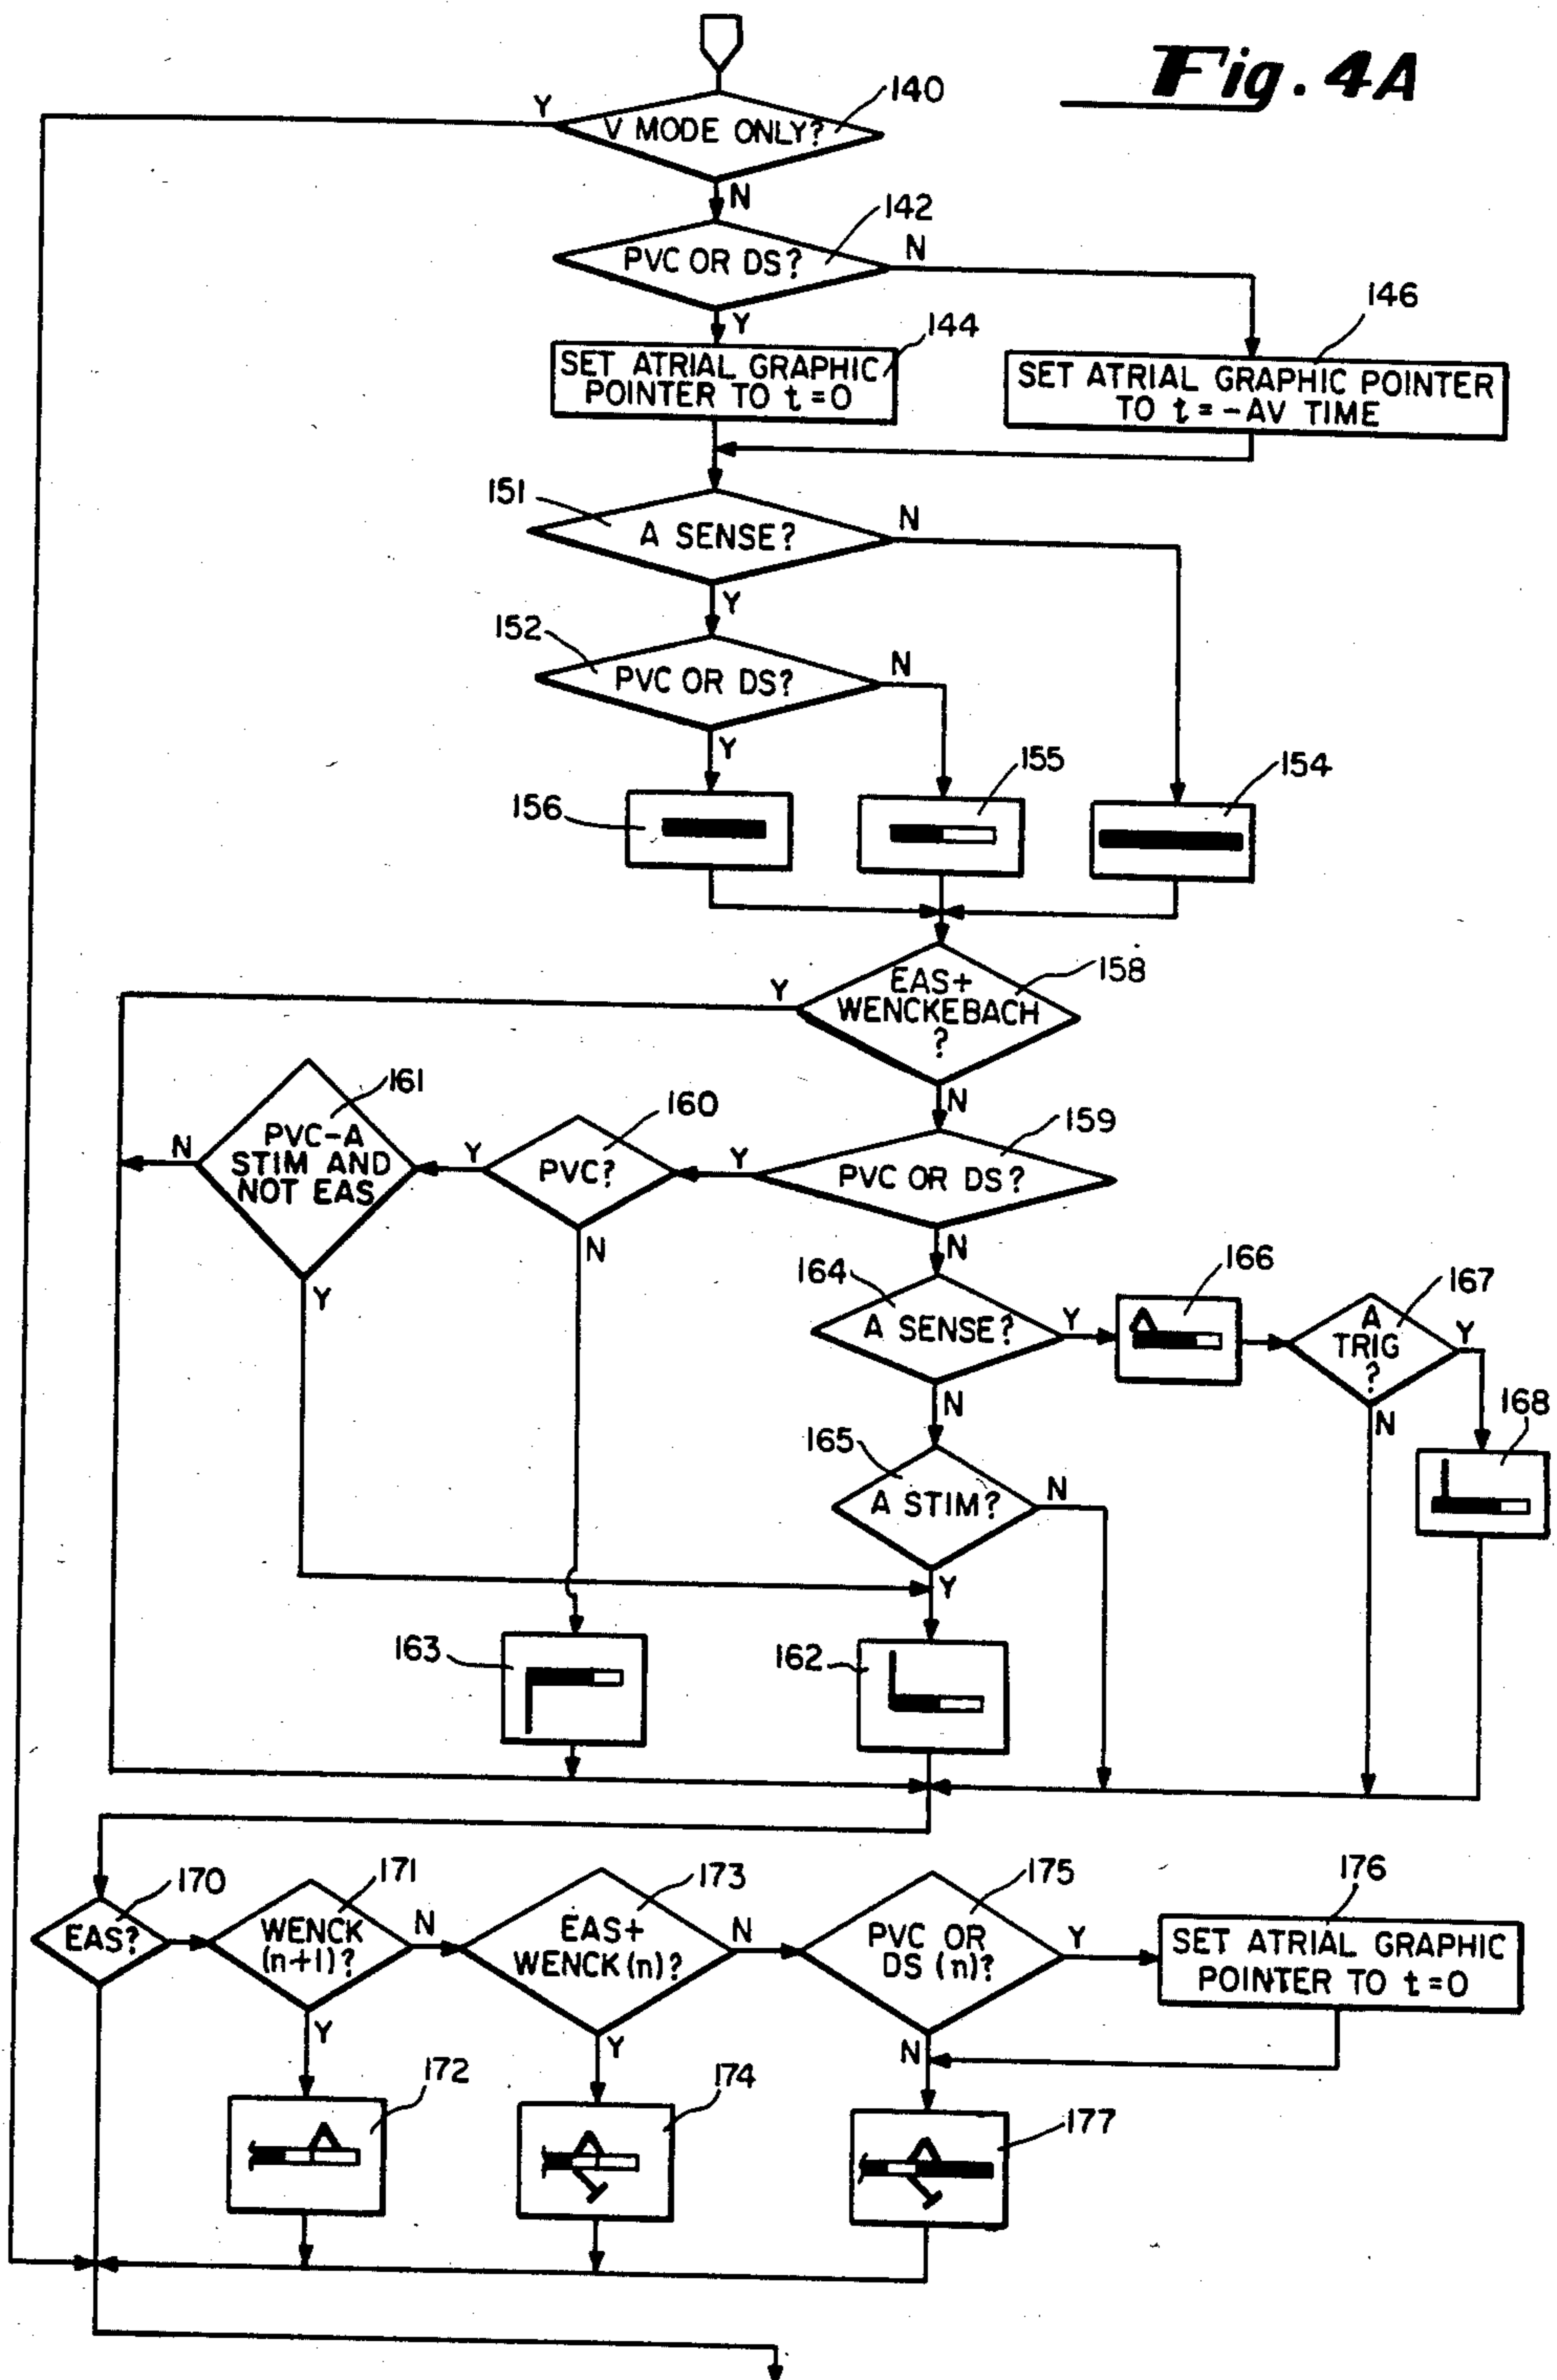 Fig. 4A
140
Y
V MODE ONLY?
N
142
PVC OR DS?
N
Y
144
146
SET ATRIAL GRAPHIC
POINTER TO t=0
SET ATRIAL GRAPHIC POINTER
TO t=-AV TIME
151
A SENSE?
N
Y
152
PVC OR DS?
N
Y
156
155
154
158
Y
EAS+
WENCKEBACH
?
N
161
160
159
PVC-A
STIM AND
NOT EAS
N
Y
PVC?
Y
PVC OR DS?
Y
N
N
164
A SENSE?
Y
166
167
A
TRIG
?
Y
N
N
168
165
A STIM?
N
Y
163
162
170
171
173
175
176
EAS?
WENCK
(n+1)?
N
EAS+
WENCK(n)?
N
PVC OR
DS (n)?
Y
SET ATRIAL GRAPHIC
POINTER TO t=0
Y
Y
N
172
174
177